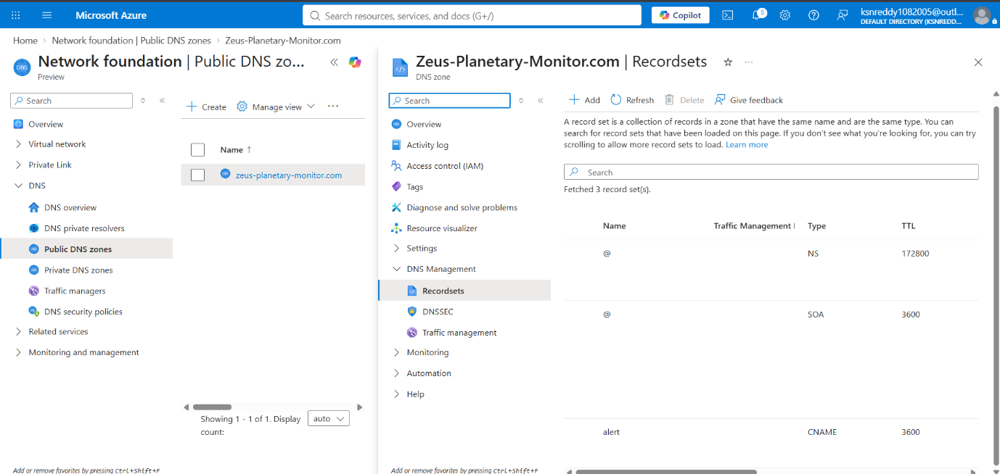 Microsoft Azure
Search resources, services, and docs (G+/)
Copilot
5
ksnreddy1082005@outl...
DEFAULT DIRECTORY (KSNREDD...
Home > Network foundation | Public DNS zones > Zeus-Planetary-Monitor.com
Network foundation | Public DNS zo...
Preview
Search
Overview
Virtual network
Private Link
DNS
DNS overview
DNS private resolvers
Public DNS zones
Private DNS zones
Traffic managers
DNS security policies
Related services
Monitoring and management
Add or remove favorites by pressing Ctrl+Shift+F
Create
Manage view
...
Name ↑
DNS zeus-planetary-monitor.com
Showing 1 - 1 of 1. Display
count:
auto
Zeus-Planetary-Monitor.com | Recordsets
...
DNS zone
Search
Overview
Activity log
Access control (IAM)
Tags
Diagnose and solve problems
Resource visualizer
Settings
DNS Management
Recordsets
DNSSEC
Traffic management
Monitoring
Automation
Help
Add or remove favorites by pressing Ctrl+Shift+F
Add
Refresh
Delete
Give feedback
A record set is a collection of records in a zone that have the same name and are the same type. You can
search for record sets that have been loaded on this page. If you don't see what you're looking for, you can try
scrolling to allow more record sets to load. Learn more
Search
Fetched 3 record set(s).
Name Traffic Management Type TTL
@ NS 172800
@ SOA 3600
alert CNAME 3600